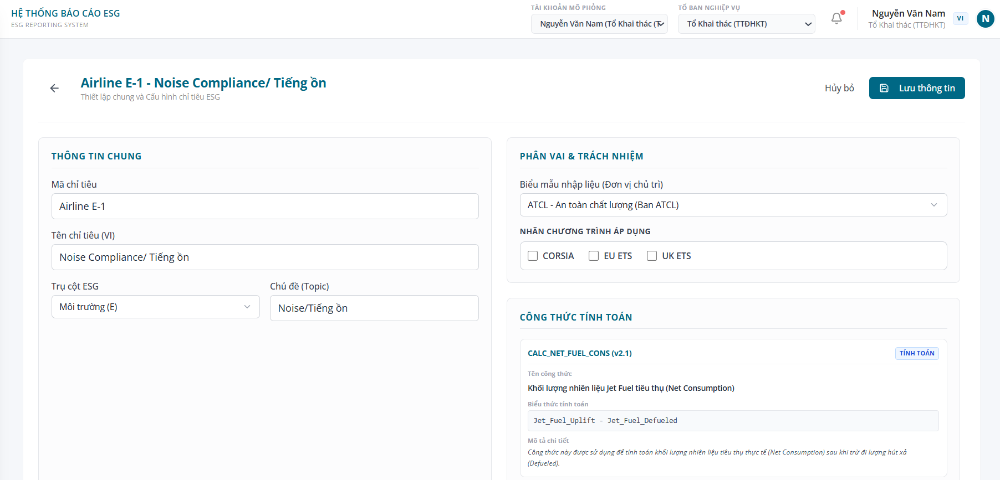 HỆ THỐNG BÁO CÁO ESG
ESG REPORTING SYSTEM
TÀI KHOẢN MÔ PHỎNG
Nguyễn Văn Nam (Tổ Khai thác (T
TỔ BAN NGHIỆP VỤ
Tổ Khai thác (TTĐHKT)
Nguyễn Văn Nam
Tổ Khai thác (TTĐHKT)
VI
N
Airline E-1 - Noise Compliance/ Tiếng ồn
Thiết lập chung và Cấu hình chỉ tiêu ESG
Hủy bỏ
Lưu thông tin
THÔNG TIN CHUNG
Mã chỉ tiêu
Airline E-1
Tên chỉ tiêu (VI)
Noise Compliance/ Tiếng ồn
Trụ cột ESG
Chủ đề (Topic)
Môi trường (E)
Noise/Tiếng ồn
PHÂN VAI & TRÁCH NHIỆM
Biểu mẫu nhập liệu (Đơn vị chủ trì)
ATCL - An toàn chất lượng (Ban ATCL)
NHÃN CHƯƠNG TRÌNH ÁP DỤNG
CORSIA
EU ETS
UK ETS
CÔNG THỨC TÍNH TOÁN
CALC_NET_FUEL_CONS (v2.1)
TÍNH TOÁN
Tên công thức
Khối lượng nhiên liệu Jet Fuel tiêu thụ (Net Consumption)
Biểu thức tính toán
Jet_Fuel_Uplift - Jet_Fuel_Defueled
Mô tả chi tiết
Công thức này được sử dụng để tính toán khối lượng nhiên liệu tiêu thụ thực tế (Net Consumption) sau khi trừ đi lượng hút xả
(Defueled).